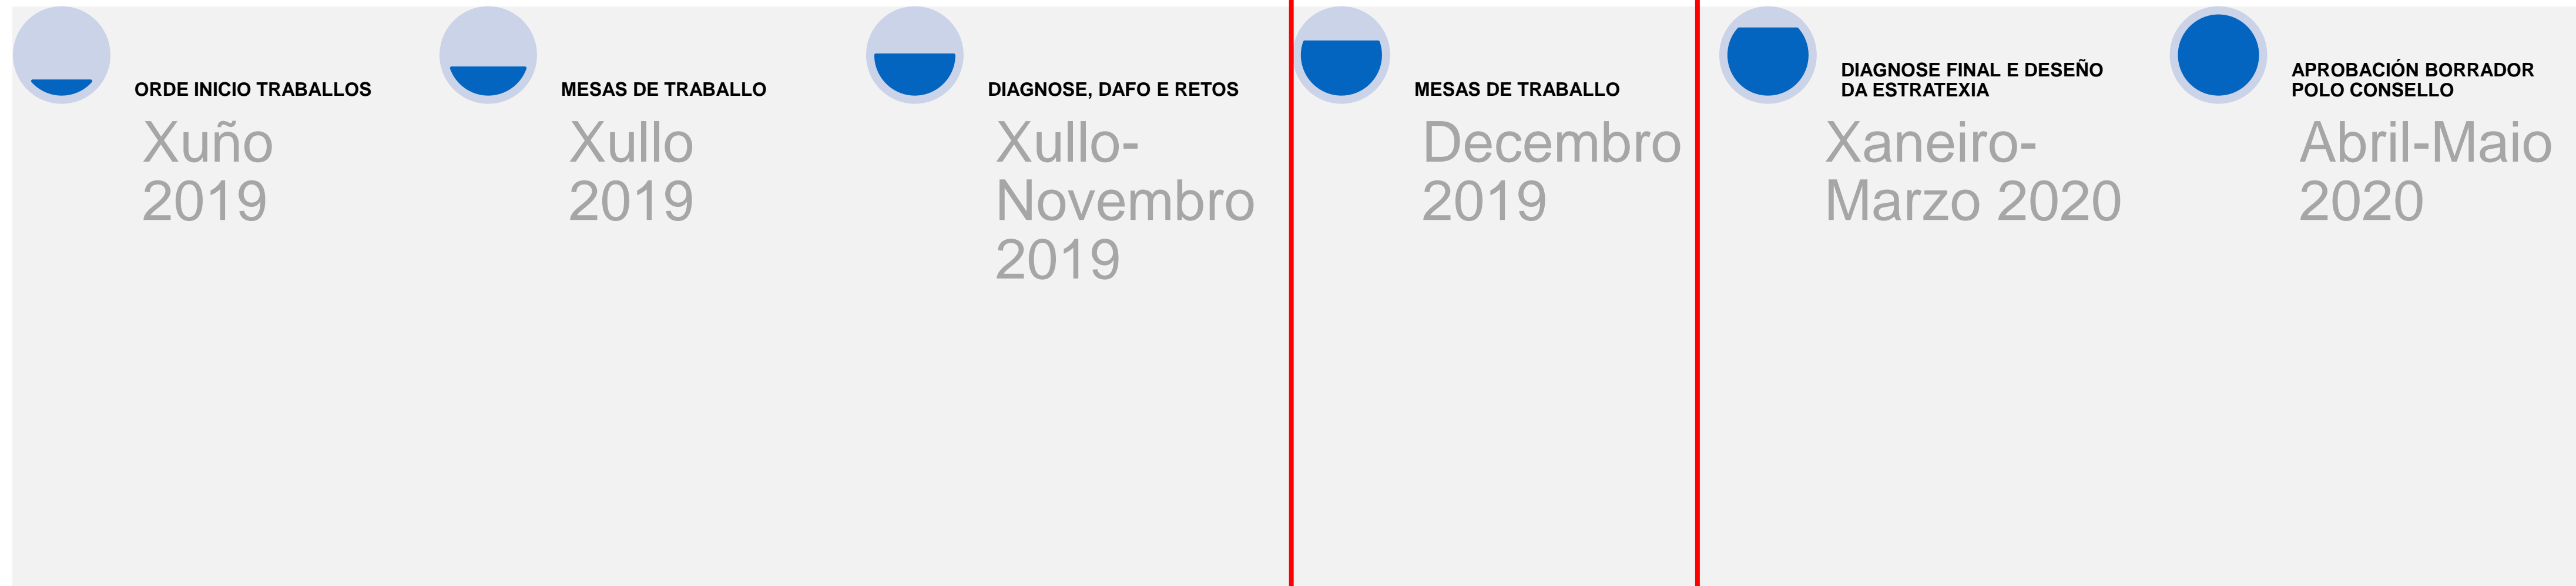 ORDE INICIO TRABALLOS
Xuño
2019
MESAS DE TRABALLO
Xullo
2019
DIAGNOSE, DAFO E RETOS
Xullo-
Novembro
2019
MESAS DE TRABALLO
Decembro
2019
DIAGNOSE FINAL E DESEÑO
DA ESTRATEXIA
Xaneiro-
Marzo 2020
APROBACIÓN BORRADOR
POLO CONSELLO
Abril-Maio
2020